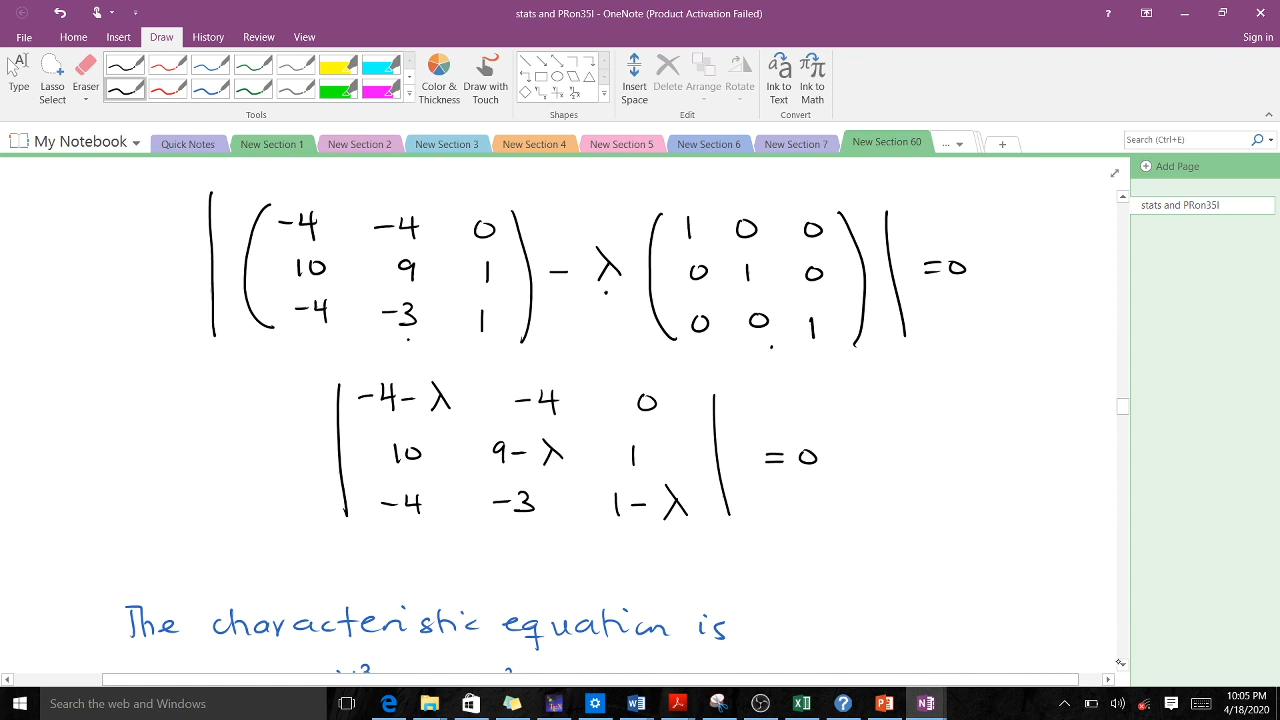 stats and PRon35I - OneNote (Product Activation Failed)
File Home Insert Draw History Review View Sign in
Type Lasso Select Eraser Color & Thickness Draw with Touch Insert Space Delete Arrange Rotate Ink to Text Ink to Math
Tools Shapes Edit Convert
My Notebook Quick Notes New Section 1 New Section 2 New Section 3 New Section 4 New Section 5 New Section 6 New Section 7 New Section 60 ... Search (Ctrl+E)
Add Page
stats and PRon35I
-4 -4 0 1 0 0
10 9 1 - λ 0 1 0 = 0
-4 -3 1 0 0 1
-4-λ -4 0
10 9-λ 1 = 0
-4 -3 1-λ
The characteristic equation is
Search the web and Windows
10:05 PM
4/18/2020